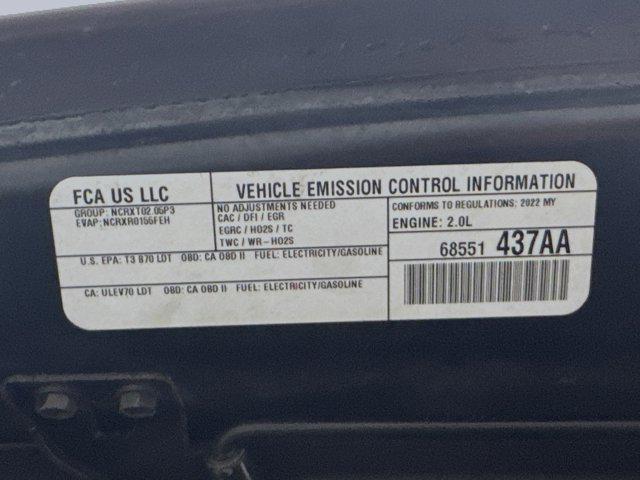 FCA US LLC
GROUP: NCRXT02.05P3
EVAP: NCRXR0155FEH
VEHICLE EMISSION CONTROL INFORMATION
NO ADJUSTMENTS NEEDED
CAC / DFI / EGR
EGRC / HO2S / TC
TWC / WR-HO2S
CONFORMS TO REGULATIONS: 2022 MY
ENGINE: 2.0L
U.S. EPA: T3 B70 LDT OBD: CA OBD II FUEL: ELECTRICITY/GASOLINE
68551 437AA
CA: ULEV70 LDT OBD: CA OBD II FUEL: ELECTRICITY/GASOLINE